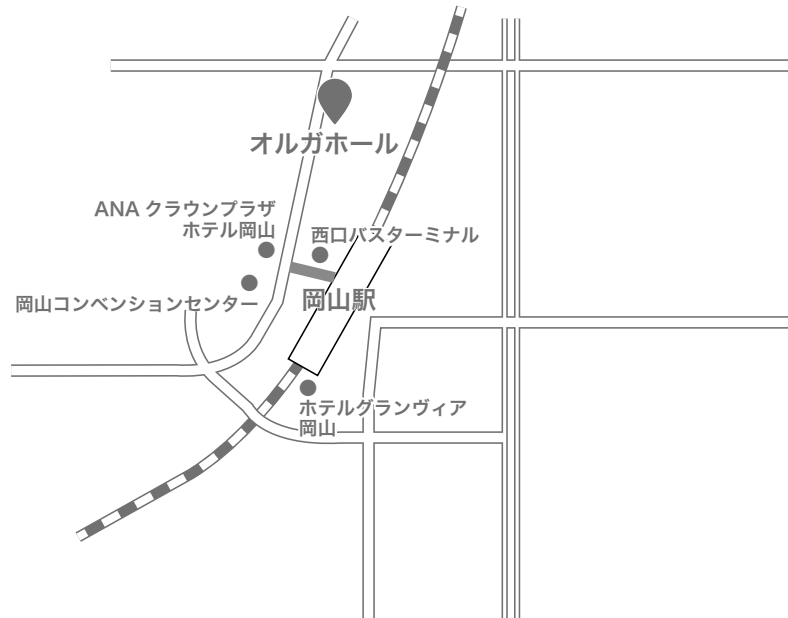 オルガホール
ANA クラウンプラザ
ホテル岡山
西口バスターミナル
岡山コンベンションセンター
岡山駅
ホテルグランヴィア
岡山